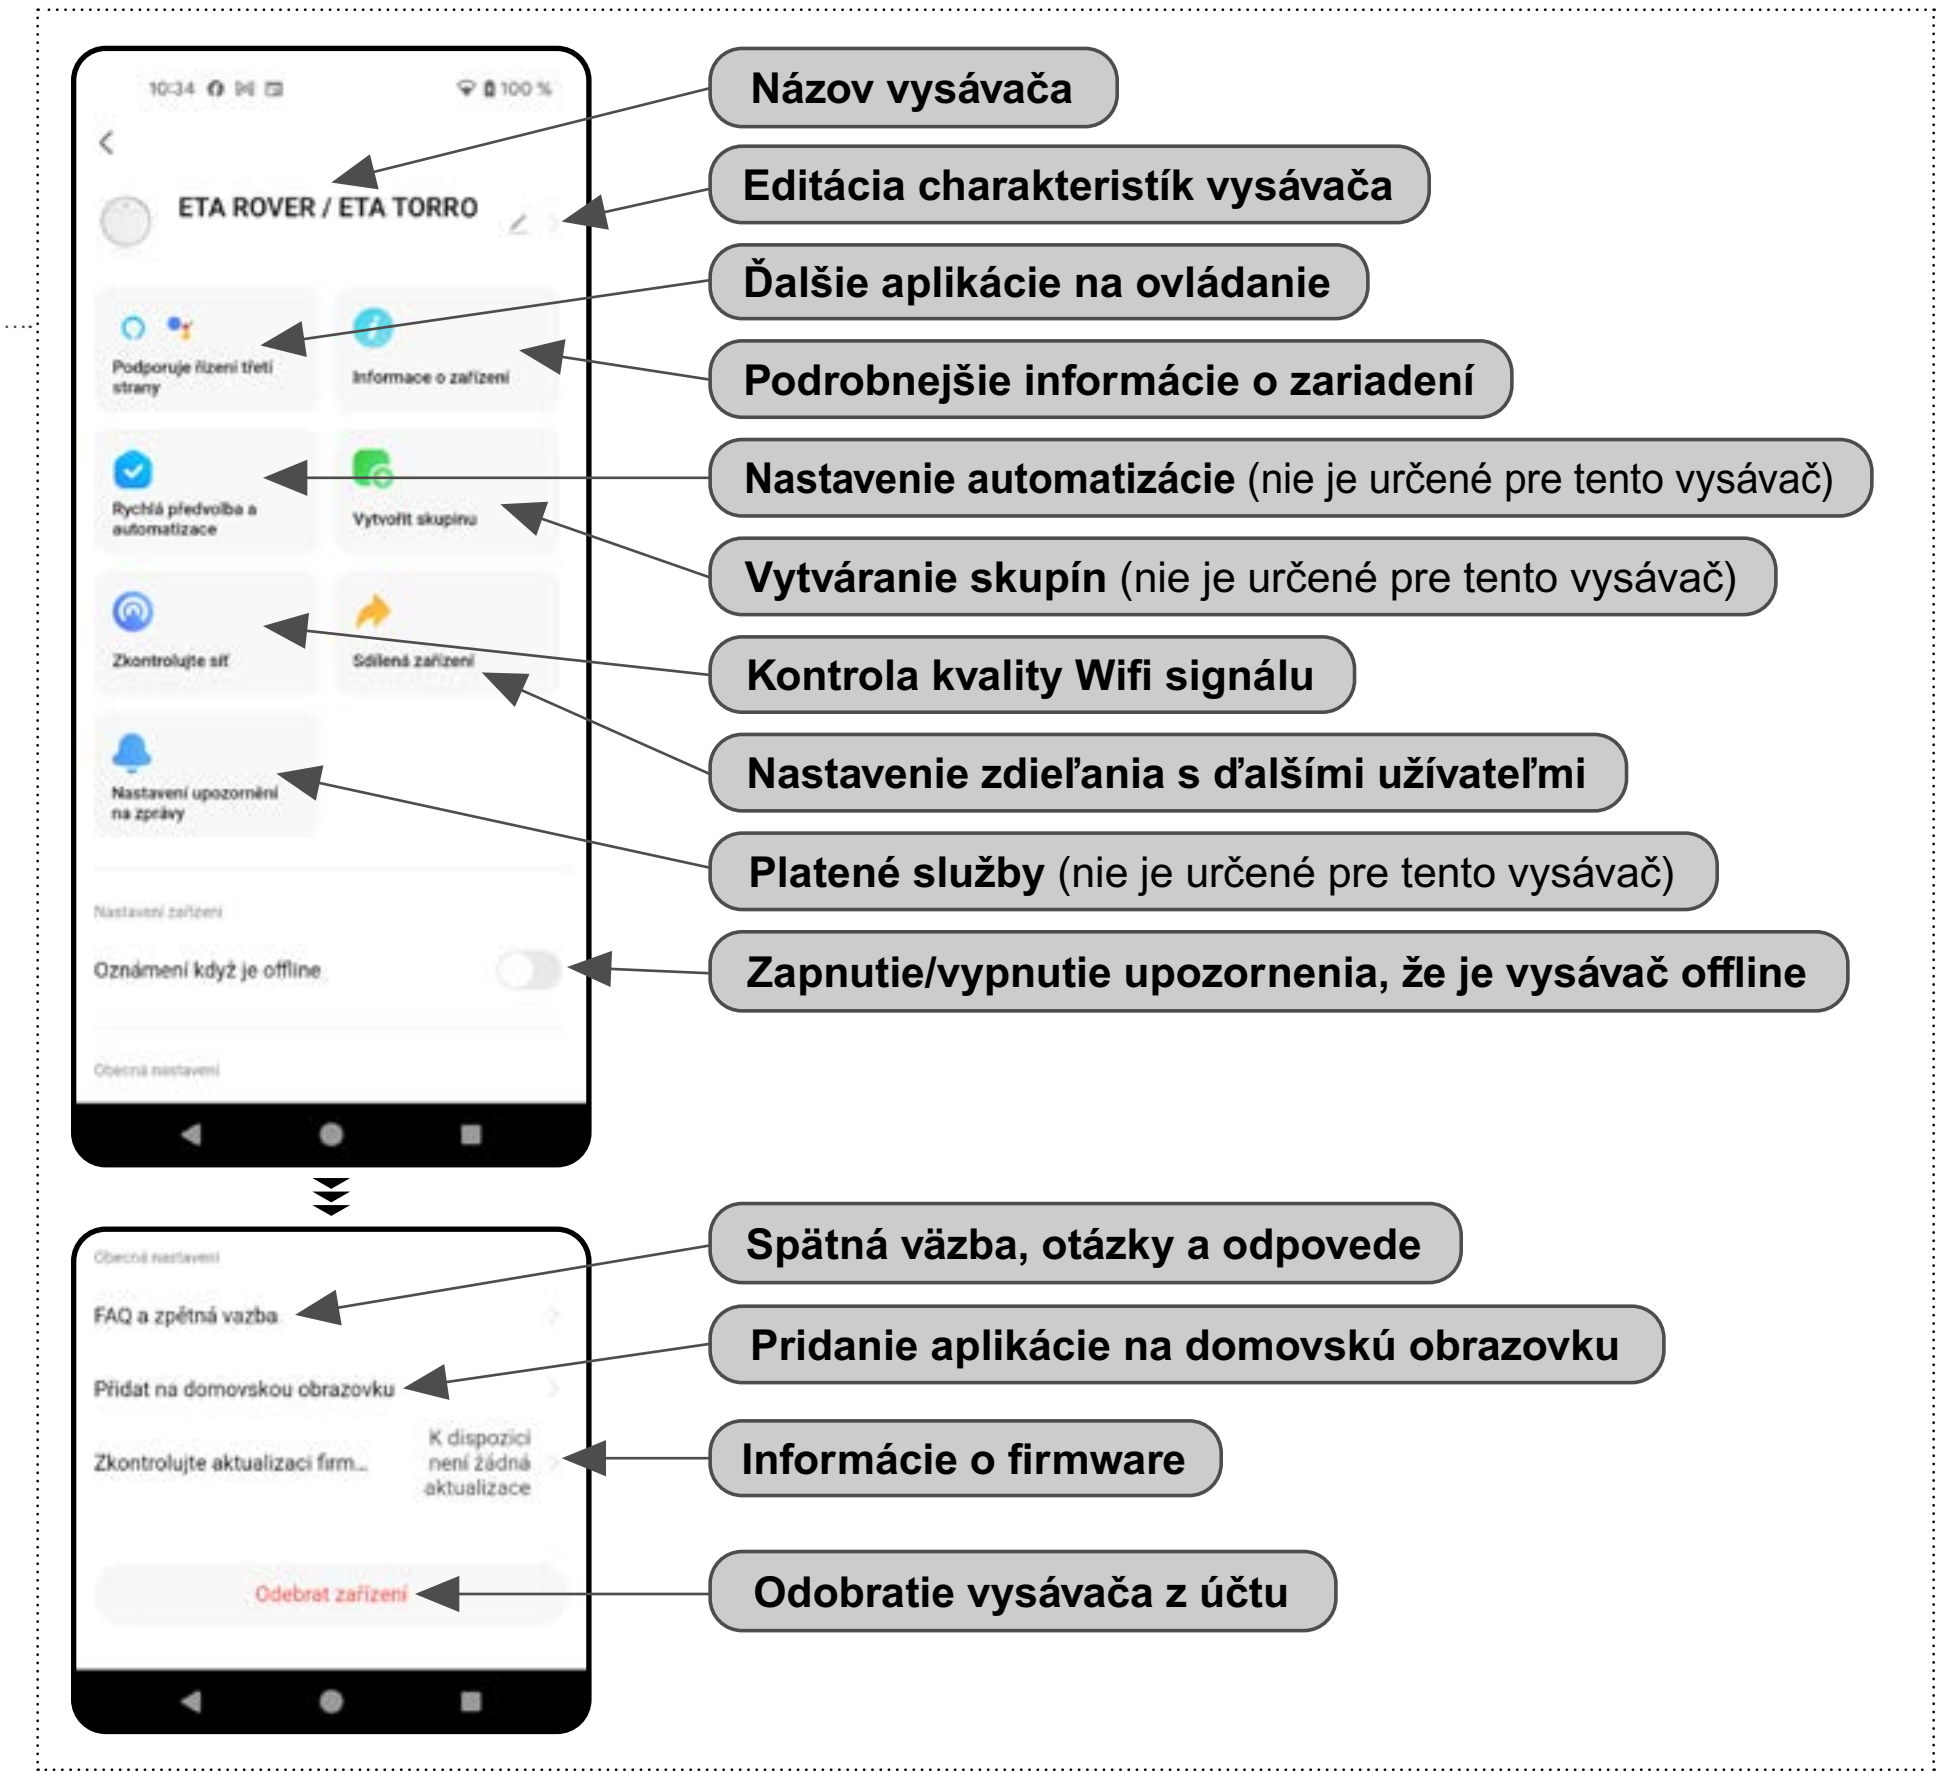 10:34
100 %
Názov vysávača
ETA ROVER / ETA TORRO
Editácia charakteristík vysávača
Ďalšie aplikácie na ovládanie
Podporuje řízení třetí
strany
Informace o zařízení
Podrobnejšie informácie o zariadení
Rychlá předvolba a
automatizace
Vytvořit skupinu
Nastavenie automatizácie (nie je určené pre tento vysávač)
Vytváranie skupín (nie je určené pre tento vysávač)
Zkontrolujte síť
Sdílená zařízení
Kontrola kvality Wifi signálu
Nastavenie zdieľania s ďalšími užívateľmi
Nastavení upozornění
na zprávy
Platené služby (nie je určené pre tento vysávač)
Nastavení zařízení
Oznámení když je offline
Zapnutie/vypnutie upozornenia, že je vysávač offline
Obecná nastavení
Obecná nastavení
Spätná väzba, otázky a odpovede
FAQ a zpětná vazba
Pridanie aplikácie na domovskú obrazovku
Přidat na domovskou obrazovku
Zkontrolujte aktualizaci firm...
K dispozici
není žádná
aktualizace
Informácie o firmware
Odebrat zařízení
Odobratie vysávača z účtu